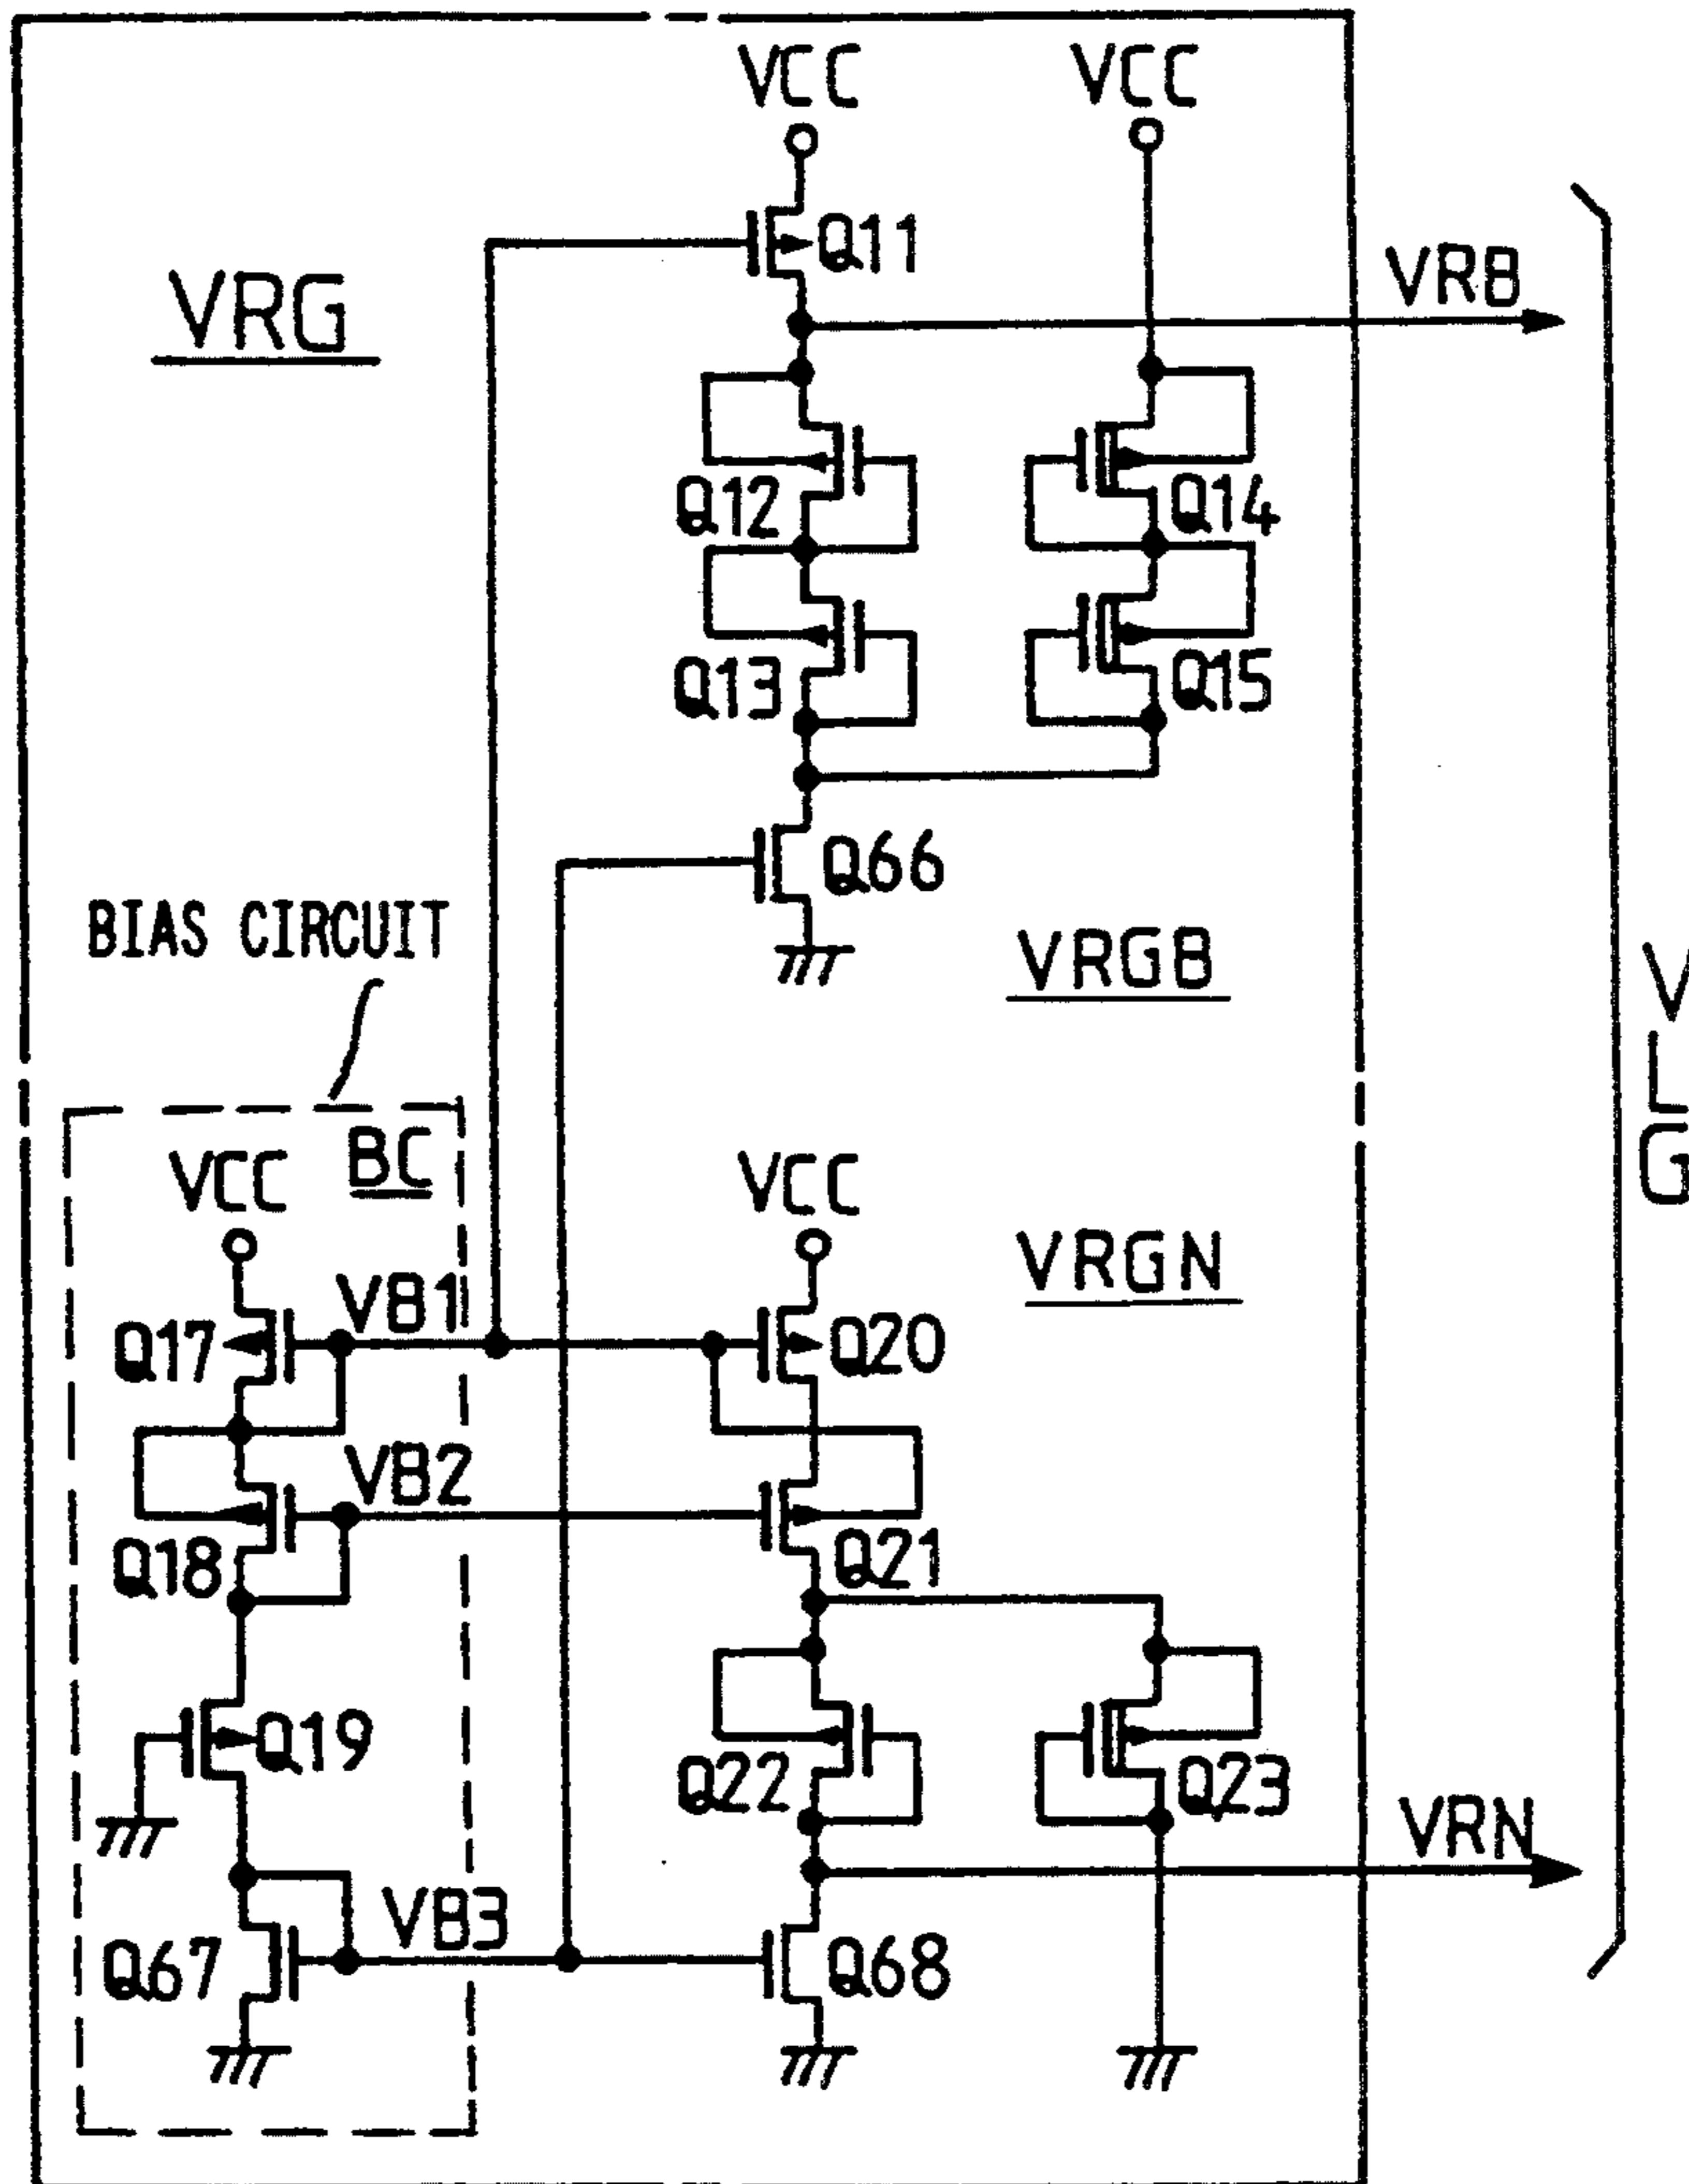 VCC VCC
Q11
VRB
VRG
Q12 Q14
Q13 Q15
Q66
BIAS CIRCUIT
VRGB
V
L
G
BC
VCC VCC
VRGN
VB1
Q17 Q20
VB2
Q18 Q21
Q19
Q22 Q23
VRN
VB3
Q67 Q68